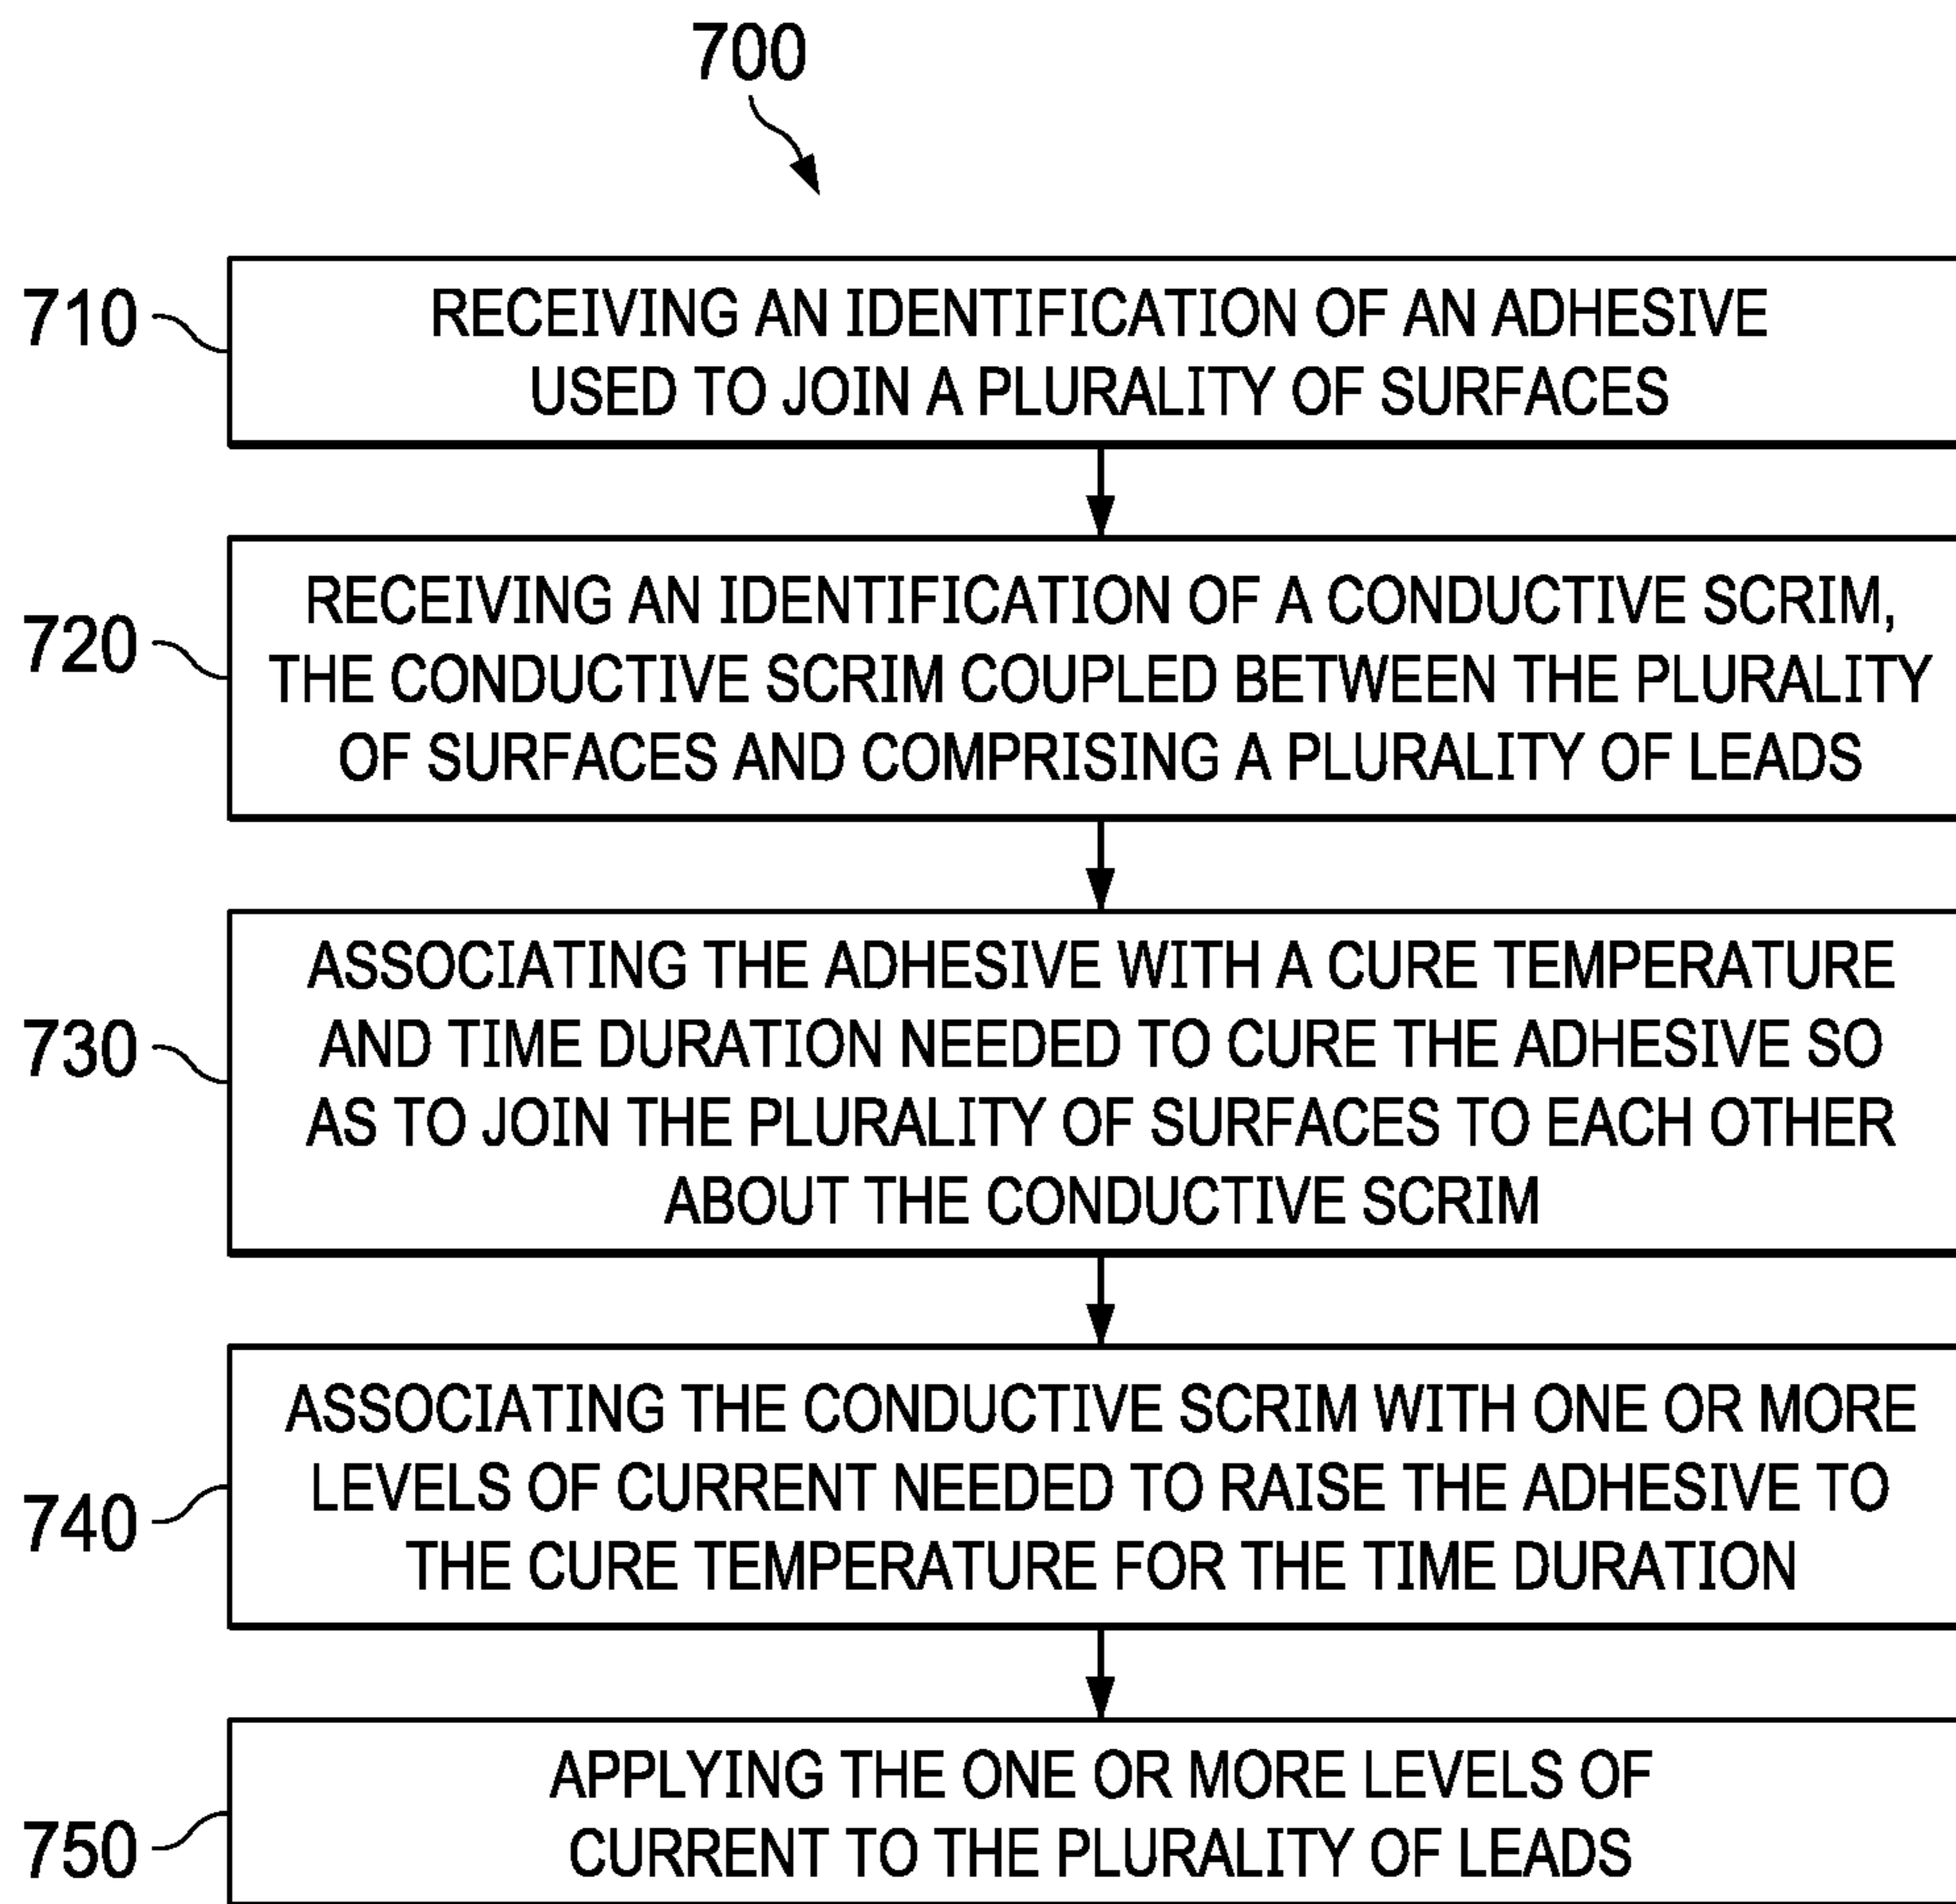 700
710
RECEIVING AN IDENTIFICATION OF AN ADHESIVE
USED TO JOIN A PLURALITY OF SURFACES
720
RECEIVING AN IDENTIFICATION OF A CONDUCTIVE SCRIM,
THE CONDUCTIVE SCRIM COUPLED BETWEEN THE PLURALITY
OF SURFACES AND COMPRISING A PLURALITY OF LEADS
730
ASSOCIATING THE ADHESIVE WITH A CURE TEMPERATURE
AND TIME DURATION NEEDED TO CURE THE ADHESIVE SO
AS TO JOIN THE PLURALITY OF SURFACES TO EACH OTHER
ABOUT THE CONDUCTIVE SCRIM
740
ASSOCIATING THE CONDUCTIVE SCRIM WITH ONE OR MORE
LEVELS OF CURRENT NEEDED TO RAISE THE ADHESIVE TO
THE CURE TEMPERATURE FOR THE TIME DURATION
750
APPLYING THE ONE OR MORE LEVELS OF
CURRENT TO THE PLURALITY OF LEADS